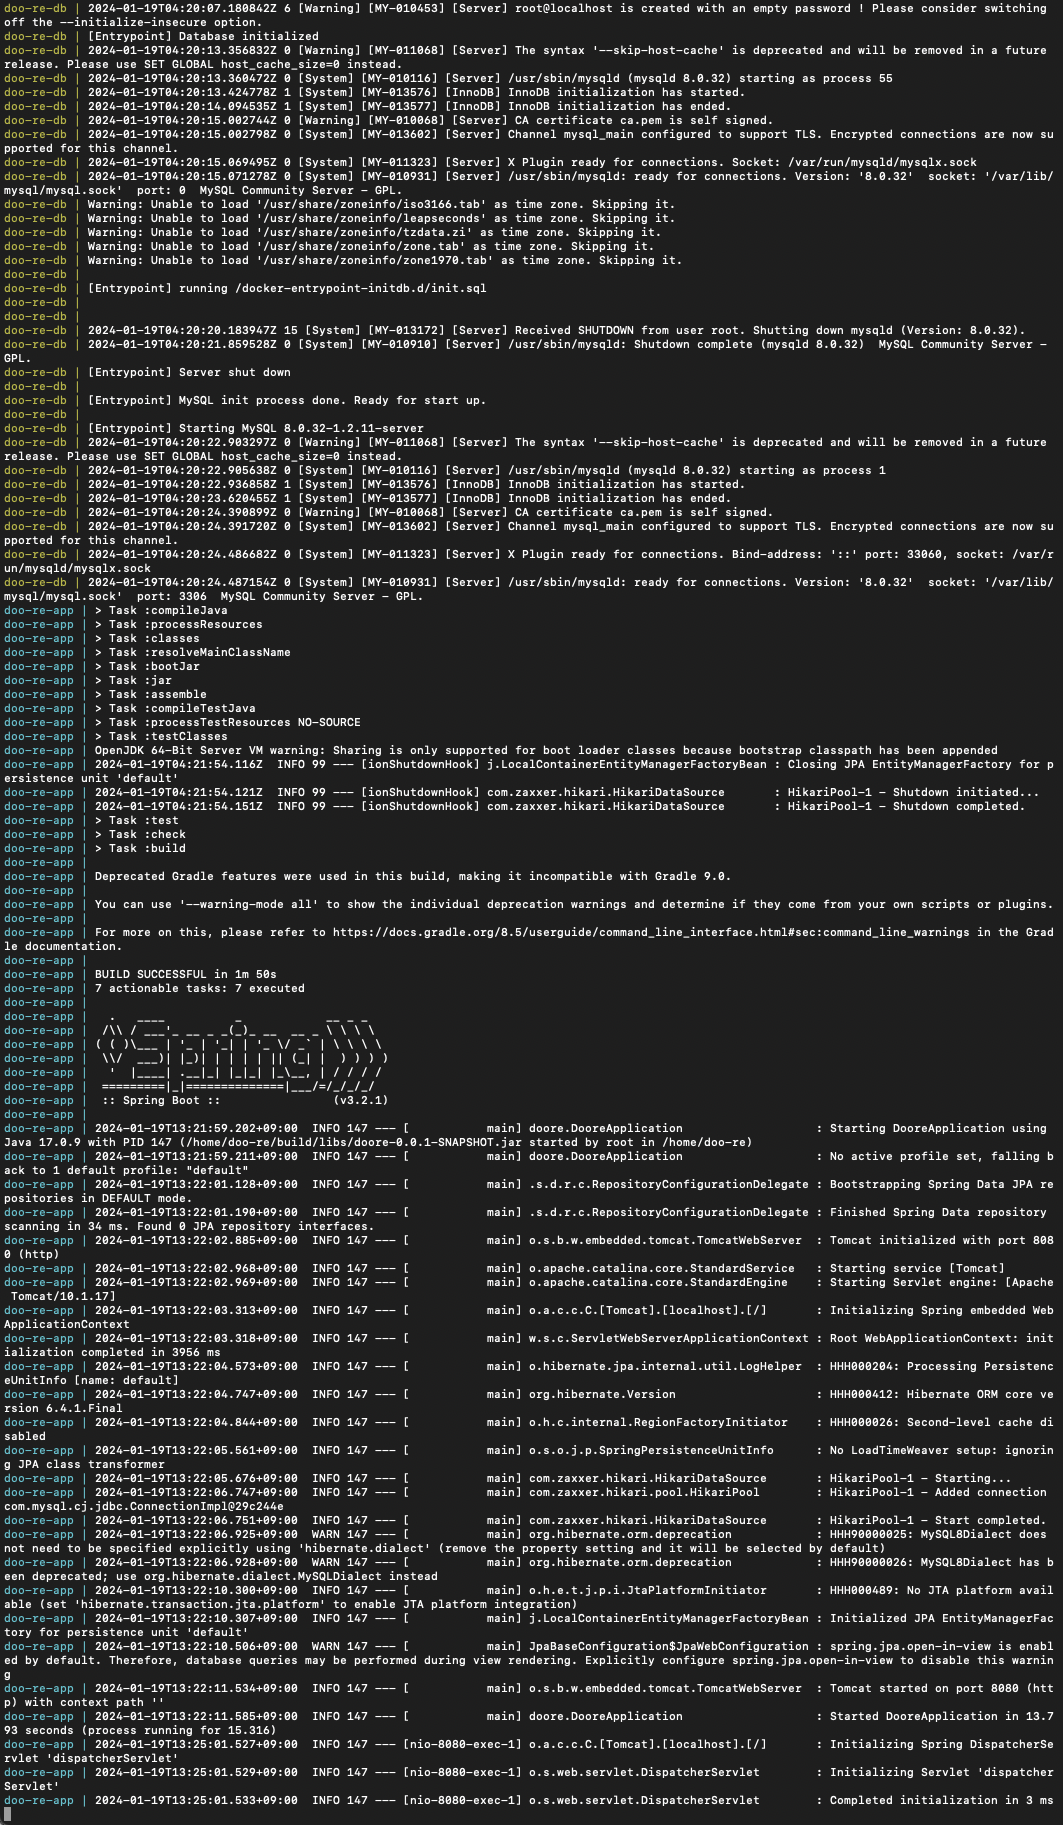 doo-re-db | 2024-01-19T04:20:07.180842Z 6 [Warning] [MY-010453] [Server] root@localhost is created with an empty password ! Please consider switching
off the --initialize-insecure option.
doo-re-db | [Entrypoint] Database initialized
doo-re-db | 2024-01-19T04:20:13.356832Z 0 [Warning] [MY-011068] [Server] The syntax '--skip-host-cache' is deprecated and will be removed in a future
release. Please use SET GLOBAL host_cache_size=0 instead.
doo-re-db | 2024-01-19T04:20:13.360472Z 0 [System] [MY-010116] [Server] /usr/sbin/mysqld (mysqld 8.0.32) starting as process 55
doo-re-db | 2024-01-19T04:20:13.424778Z 1 [System] [MY-013576] [InnoDB] InnoDB initialization has started.
doo-re-db | 2024-01-19T04:20:14.094535Z 1 [System] [MY-013577] [InnoDB] InnoDB initialization has ended.
doo-re-db | 2024-01-19T04:20:15.002744Z 0 [Warning] [MY-010068] [Server] CA certificate ca.pem is self signed.
doo-re-db | 2024-01-19T04:20:15.002798Z 0 [System] [MY-013602] [Server] Channel mysql_main configured to support TLS. Encrypted connections are now su
pported for this channel.
doo-re-db | 2024-01-19T04:20:15.069495Z 0 [System] [MY-011323] [Server] X Plugin ready for connections. Socket: /var/run/mysqld/mysqlx.sock
doo-re-db | 2024-01-19T04:20:15.071278Z 0 [System] [MY-010931] [Server] /usr/sbin/mysqld: ready for connections. Version: '8.0.32'  socket: '/var/lib/
mysql/mysql.sock'  port: 0  MySQL Community Server - GPL.
doo-re-db | Warning: Unable to load '/usr/share/zoneinfo/iso3166.tab' as time zone. Skipping it.
doo-re-db | Warning: Unable to load '/usr/share/zoneinfo/leapseconds' as time zone. Skipping it.
doo-re-db | Warning: Unable to load '/usr/share/zoneinfo/tzdata.zi' as time zone. Skipping it.
doo-re-db | Warning: Unable to load '/usr/share/zoneinfo/zone.tab' as time zone. Skipping it.
doo-re-db | Warning: Unable to load '/usr/share/zoneinfo/zone1970.tab' as time zone. Skipping it.
doo-re-db |
doo-re-db | [Entrypoint] running /docker-entrypoint-initdb.d/init.sql
doo-re-db |
doo-re-db |
doo-re-db | 2024-01-19T04:20:20.183947Z 15 [System] [MY-013172] [Server] Received SHUTDOWN from user root. Shutting down mysqld (Version: 8.0.32).
doo-re-db | 2024-01-19T04:20:21.859528Z 0 [System] [MY-010910] [Server] /usr/sbin/mysqld: Shutdown complete (mysqld 8.0.32)  MySQL Community Server -
GPL.
doo-re-db | [Entrypoint] Server shut down
doo-re-db |
doo-re-db | [Entrypoint] MySQL init process done. Ready for start up.
doo-re-db |
doo-re-db | [Entrypoint] Starting MySQL 8.0.32-1.2.11-server
doo-re-db | 2024-01-19T04:20:22.903297Z 0 [Warning] [MY-011068] [Server] The syntax '--skip-host-cache' is deprecated and will be removed in a future
release. Please use SET GLOBAL host_cache_size=0 instead.
doo-re-db | 2024-01-19T04:20:22.905638Z 0 [System] [MY-010116] [Server] /usr/sbin/mysqld (mysqld 8.0.32) starting as process 1
doo-re-db | 2024-01-19T04:20:22.936858Z 1 [System] [MY-013576] [InnoDB] InnoDB initialization has started.
doo-re-db | 2024-01-19T04:20:23.620455Z 1 [System] [MY-013577] [InnoDB] InnoDB initialization has ended.
doo-re-db | 2024-01-19T04:20:24.390899Z 0 [Warning] [MY-010068] [Server] CA certificate ca.pem is self signed.
doo-re-db | 2024-01-19T04:20:24.391720Z 0 [System] [MY-013602] [Server] Channel mysql_main configured to support TLS. Encrypted connections are now su
pported for this channel.
doo-re-db | 2024-01-19T04:20:24.486682Z 0 [System] [MY-011323] [Server] X Plugin ready for connections. Bind-address: '::' port: 33060, socket: /var/r
un/mysqld/mysqlx.sock
doo-re-db | 2024-01-19T04:20:24.487154Z 0 [System] [MY-010931] [Server] /usr/sbin/mysqld: ready for connections. Version: '8.0.32'  socket: '/var/lib/
mysql/mysql.sock'  port: 3306  MySQL Community Server - GPL.
doo-re-app | > Task :compileJava
doo-re-app | > Task :processResources
doo-re-app | > Task :classes
doo-re-app | > Task :resolveMainClassName
doo-re-app | > Task :bootJar
doo-re-app | > Task :jar
doo-re-app | > Task :assemble
doo-re-app | > Task :compileTestJava
doo-re-app | > Task :processTestResources NO-SOURCE
doo-re-app | > Task :testClasses
doo-re-app | OpenJDK 64-Bit Server VM warning: Sharing is only supported for boot loader classes because bootstrap classpath has been appended
doo-re-app | 2024-01-19T04:21:54.116Z  INFO 99 --- [ionShutdownHook] j.LocalContainerEntityManagerFactoryBean : Closing JPA EntityManagerFactory for p
ersistence unit 'default'
doo-re-app | 2024-01-19T04:21:54.121Z  INFO 99 --- [ionShutdownHook] com.zaxxer.hikari.HikariDataSource       : HikariPool-1 - Shutdown initiated...
doo-re-app | 2024-01-19T04:21:54.151Z  INFO 99 --- [ionShutdownHook] com.zaxxer.hikari.HikariDataSource       : HikariPool-1 - Shutdown completed.
doo-re-app | > Task :test
doo-re-app | > Task :check
doo-re-app | > Task :build
doo-re-app |
doo-re-app | Deprecated Gradle features were used in this build, making it incompatible with Gradle 9.0.
doo-re-app |
doo-re-app | You can use '--warning-mode all' to show the individual deprecation warnings and determine if they come from your own scripts or plugins.
doo-re-app |
doo-re-app | For more on this, please refer to https://docs.gradle.org/8.5/userguide/command_line_interface.html#sec:command_line_warnings in the Grad
le documentation.
doo-re-app |
doo-re-app | BUILD SUCCESSFUL in 1m 50s
doo-re-app | 7 actionable tasks: 7 executed
doo-re-app |
doo-re-app |   .   ____          _            __ _ _
doo-re-app |  /\\ / ___'_ __ _ _(_)_ __  __ _ \ \ \ \
doo-re-app | ( ( )\___ | '_ | '_| | '_ \/ _` | \ \ \ \
doo-re-app |  \\/  ___)| |_)| | | | | || (_| |  ) ) ) )
doo-re-app |   '  |____| .__|_| |_|_| |_\__, | / / / /
doo-re-app |  =========|_|==============|___/=/_/_/_/
doo-re-app |  :: Spring Boot ::                (v3.2.1)
doo-re-app |
doo-re-app | 2024-01-19T13:21:59.202+09:00  INFO 147 --- [           main] doore.DooreApplication                   : Starting DooreApplication using
Java 17.0.9 with PID 147 (/home/doo-re/build/libs/doore-0.0.1-SNAPSHOT.jar started by root in /home/doo-re)
doo-re-app | 2024-01-19T13:21:59.211+09:00  INFO 147 --- [           main] doore.DooreApplication                   : No active profile set, falling b
ack to 1 default profile: "default"
doo-re-app | 2024-01-19T13:22:01.128+09:00  INFO 147 --- [           main] .s.d.r.c.RepositoryConfigurationDelegate : Bootstrapping Spring Data JPA re
positories in DEFAULT mode.
doo-re-app | 2024-01-19T13:22:01.190+09:00  INFO 147 --- [           main] .s.d.r.c.RepositoryConfigurationDelegate : Finished Spring Data repository
scanning in 34 ms. Found 0 JPA repository interfaces.
doo-re-app | 2024-01-19T13:22:02.885+09:00  INFO 147 --- [           main] o.s.b.w.embedded.tomcat.TomcatWebServer  : Tomcat initialized with port 808
0 (http)
doo-re-app | 2024-01-19T13:22:02.968+09:00  INFO 147 --- [           main] o.apache.catalina.core.StandardService   : Starting service [Tomcat]
doo-re-app | 2024-01-19T13:22:02.969+09:00  INFO 147 --- [           main] o.apache.catalina.core.StandardEngine    : Starting Servlet engine: [Apache
 Tomcat/10.1.17]
doo-re-app | 2024-01-19T13:22:03.313+09:00  INFO 147 --- [           main] o.a.c.c.C.[Tomcat].[localhost].[/]       : Initializing Spring embedded Web
ApplicationContext
doo-re-app | 2024-01-19T13:22:03.318+09:00  INFO 147 --- [           main] w.s.c.ServletWebServerApplicationContext : Root WebApplicationContext: init
ialization completed in 3956 ms
doo-re-app | 2024-01-19T13:22:04.573+09:00  INFO 147 --- [           main] o.hibernate.jpa.internal.util.LogHelper  : HHH000204: Processing Persistenc
eUnitInfo [name: default]
doo-re-app | 2024-01-19T13:22:04.747+09:00  INFO 147 --- [           main] org.hibernate.Version                    : HHH000412: Hibernate ORM core ve
rsion 6.4.1.Final
doo-re-app | 2024-01-19T13:22:04.844+09:00  INFO 147 --- [           main] o.h.c.internal.RegionFactoryInitiator    : HHH000026: Second-level cache di
sabled
doo-re-app | 2024-01-19T13:22:05.561+09:00  INFO 147 --- [           main] o.s.o.j.p.SpringPersistenceUnitInfo      : No LoadTimeWeaver setup: ignorin
g JPA class transformer
doo-re-app | 2024-01-19T13:22:05.676+09:00  INFO 147 --- [           main] com.zaxxer.hikari.HikariDataSource       : HikariPool-1 - Starting...
doo-re-app | 2024-01-19T13:22:06.747+09:00  INFO 147 --- [           main] com.zaxxer.hikari.pool.HikariPool        : HikariPool-1 - Added connection
com.mysql.cj.jdbc.ConnectionImpl@29c244e
doo-re-app | 2024-01-19T13:22:06.751+09:00  INFO 147 --- [           main] com.zaxxer.hikari.HikariDataSource       : HikariPool-1 - Start completed.
doo-re-app | 2024-01-19T13:22:06.925+09:00  WARN 147 --- [           main] org.hibernate.orm.deprecation            : HHH90000025: MySQL8Dialect does
not need to be specified explicitly using 'hibernate.dialect' (remove the property setting and it will be selected by default)
doo-re-app | 2024-01-19T13:22:06.928+09:00  WARN 147 --- [           main] org.hibernate.orm.deprecation            : HHH90000026: MySQL8Dialect has b
een deprecated; use org.hibernate.dialect.MySQLDialect instead
doo-re-app | 2024-01-19T13:22:10.300+09:00  INFO 147 --- [           main] o.h.e.t.j.p.i.JtaPlatformInitiator       : HHH000489: No JTA platform avail
able (set 'hibernate.transaction.jta.platform' to enable JTA platform integration)
doo-re-app | 2024-01-19T13:22:10.307+09:00  INFO 147 --- [           main] j.LocalContainerEntityManagerFactoryBean : Initialized JPA EntityManagerFac
tory for persistence unit 'default'
doo-re-app | 2024-01-19T13:22:10.506+09:00  WARN 147 --- [           main] JpaBaseConfiguration$JpaWebConfiguration : spring.jpa.open-in-view is enabl
ed by default. Therefore, database queries may be performed during view rendering. Explicitly configure spring.jpa.open-in-view to disable this warnin
g
doo-re-app | 2024-01-19T13:22:11.534+09:00  INFO 147 --- [           main] o.s.b.w.embedded.tomcat.TomcatWebServer  : Tomcat started on port 8080 (htt
p) with context path ''
doo-re-app | 2024-01-19T13:22:11.585+09:00  INFO 147 --- [           main] doore.DooreApplication                   : Started DooreApplication in 13.7
93 seconds (process running for 15.316)
doo-re-app | 2024-01-19T13:25:01.527+09:00  INFO 147 --- [nio-8080-exec-1] o.a.c.c.C.[Tomcat].[localhost].[/]       : Initializing Spring DispatcherSe
rvlet 'dispatcherServlet'
doo-re-app | 2024-01-19T13:25:01.529+09:00  INFO 147 --- [nio-8080-exec-1] o.s.web.servlet.DispatcherServlet        : Initializing Servlet 'dispatcher
Servlet'
doo-re-app | 2024-01-19T13:25:01.533+09:00  INFO 147 --- [nio-8080-exec-1] o.s.web.servlet.DispatcherServlet        : Completed initialization in 3 ms